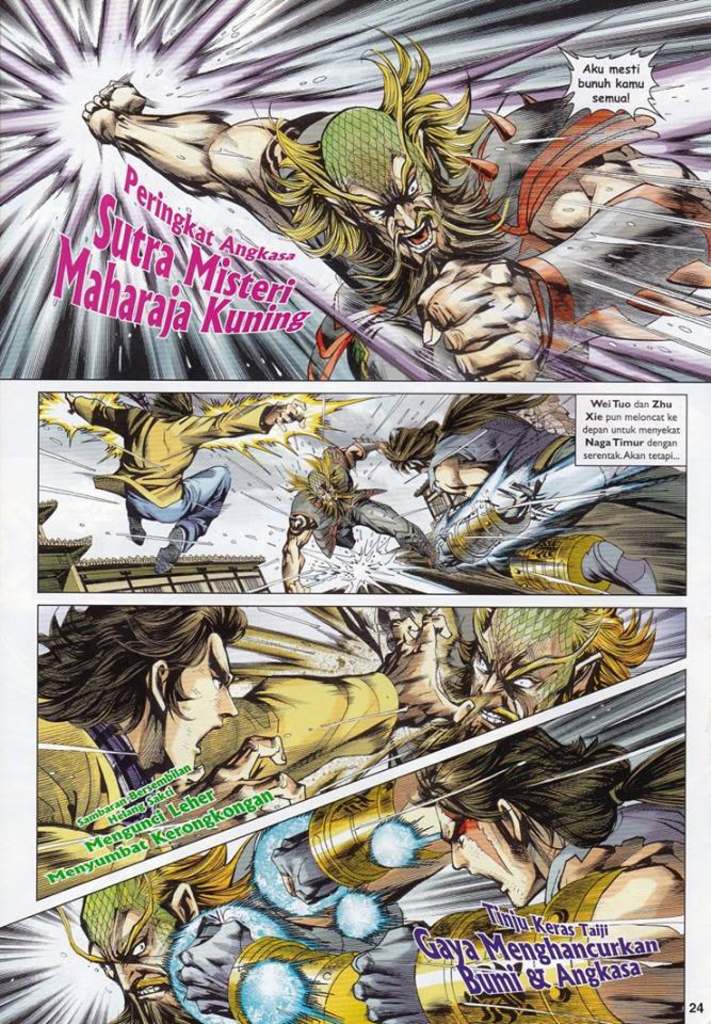 Aku mesti
bunuh kamu
semua!
Peringkat Angkasa
Sutra Misteri
Maharaja Kuning
Wei Tuo dan Zhu
Xie pun meloncat ke
depan untuk menyekat
Naga Timur dengan
serentak. Akan tetapi...
Sambaran Bersembilan
Helang Sakti
Mengunci Leher
Menyumbat Kerongkongan
Tinju Keras Taiji
Gaya Menghancurkan
Bumi & Angkasa
24